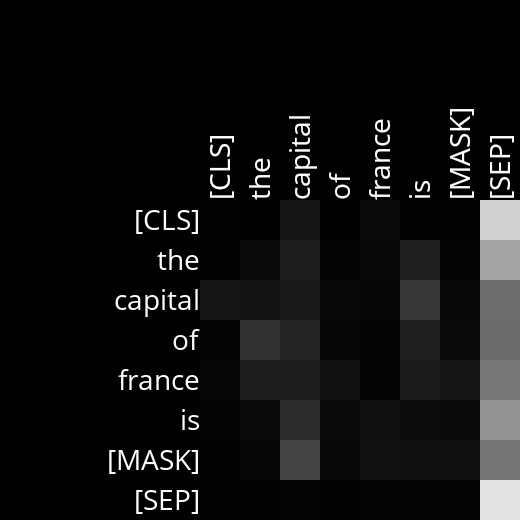 [CLS] the capital of france is [MASK] [SEP]
[CLS]
the
capital
of
france
is
[MASK]
[SEP]